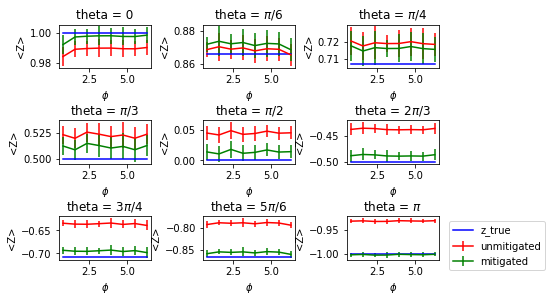 theta = 0
theta = π/6
theta = π/4
1.00
0.98
<Z>
2.5
5.0
ϕ
0.88
0.86
<Z>
2.5
5.0
ϕ
0.72
0.71
<Z>
2.5
5.0
ϕ
theta = π/3
theta = π/2
theta = 2π/3
0.525
0.500
<Z>
2.5
5.0
ϕ
0.05
0.00
<Z>
2.5
5.0
ϕ
−0.45
−0.50
<Z>
2.5
5.0
ϕ
theta = 3π/4
theta = 5π/6
theta = π
−0.65
−0.70
<Z>
2.5
5.0
ϕ
−0.80
−0.85
<Z>
2.5
5.0
ϕ
−0.95
−1.00
<Z>
2.5
5.0
ϕ
z_true
unmitigated
mitigated